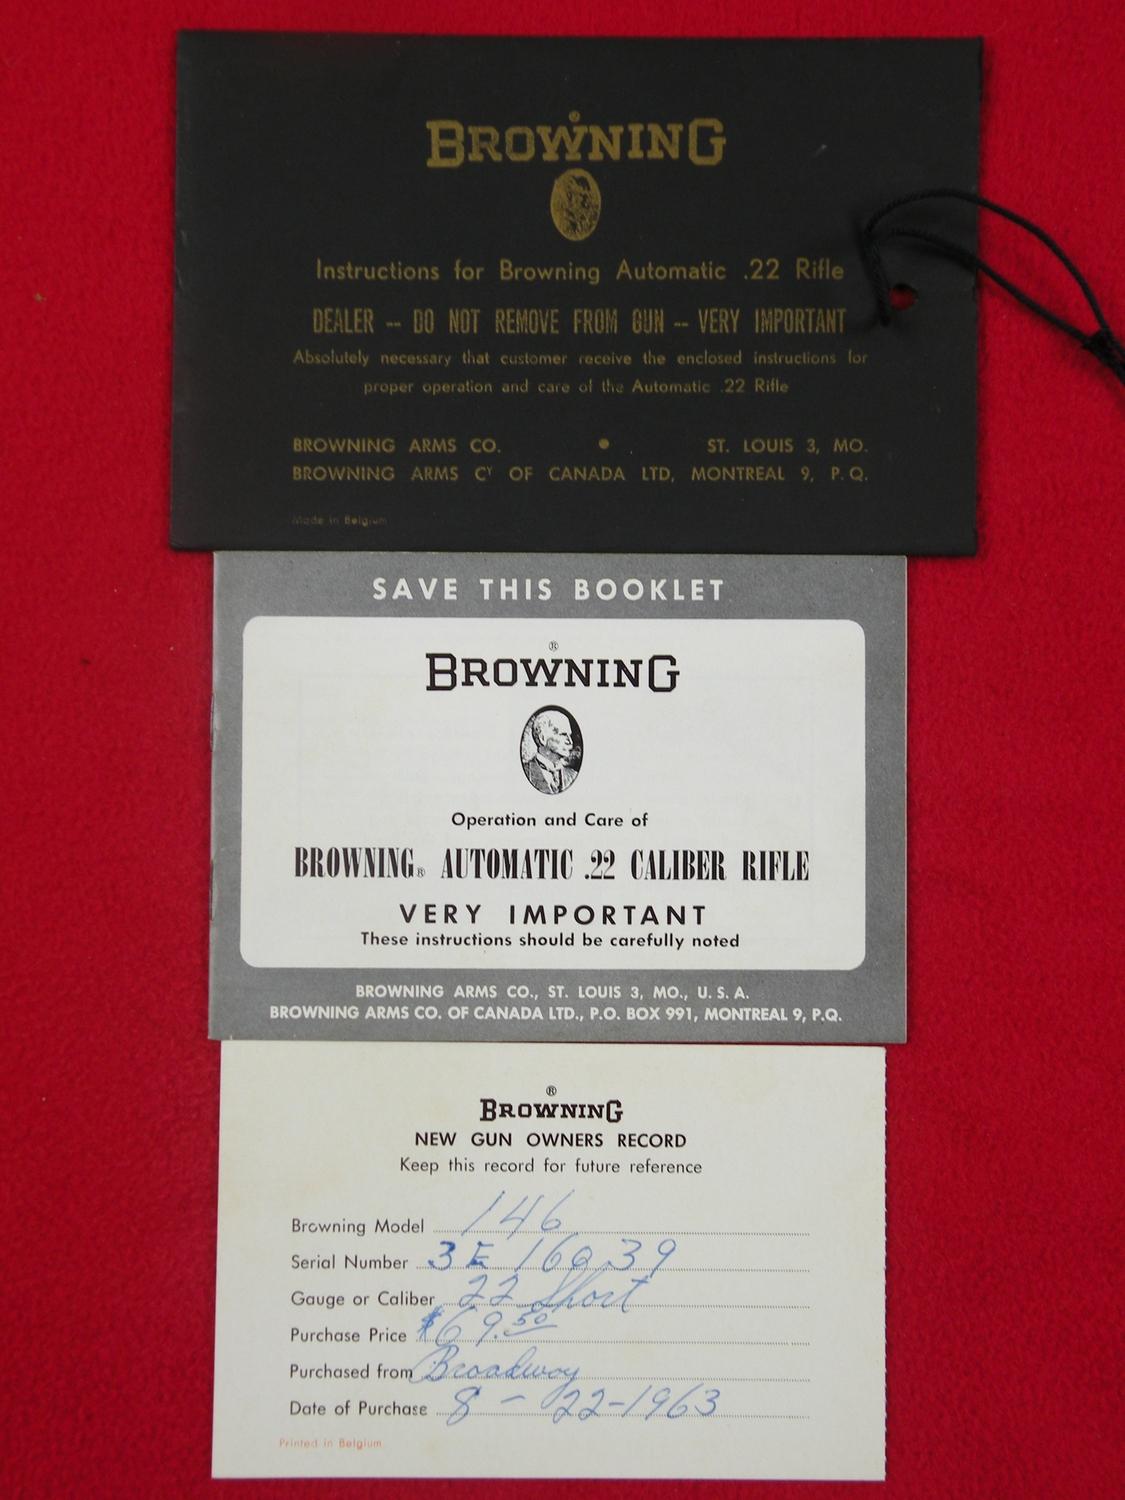 BROWNING
Instructions for Browning Automatic .22 Rifle
DEALER -- DO NOT REMOVE FROM GUN -- VERY IMPORTANT
Absolutely necessary that customer receive the enclosed instructions for
proper operation and care of the Automatic .22 Rifle
BROWNING ARMS CO. • ST. LOUIS 3, MO.
BROWNING ARMS Cʸ OF CANADA LTD, MONTREAL 9, P.Q.
Made in Belgium
SAVE THIS BOOKLET
®
BROWNING
Operation and Care of
BROWNING® AUTOMATIC .22 CALIBER RIFLE
VERY IMPORTANT
These instructions should be carefully noted
BROWNING ARMS CO., ST. LOUIS 3, MO., U.S.A.
BROWNING ARMS CO. OF CANADA LTD., P.O. BOX 991, MONTREAL 9, P.Q.
®
BROWNING
NEW GUN OWNERS RECORD
Keep this record for future reference
Browning Model 146
Serial Number 3E
Gauge or Caliber 22 Short
Purchase Price $69.50
Purchased from Broadway
Date of Purchase 8 - 22-1963
Printed in Belgium